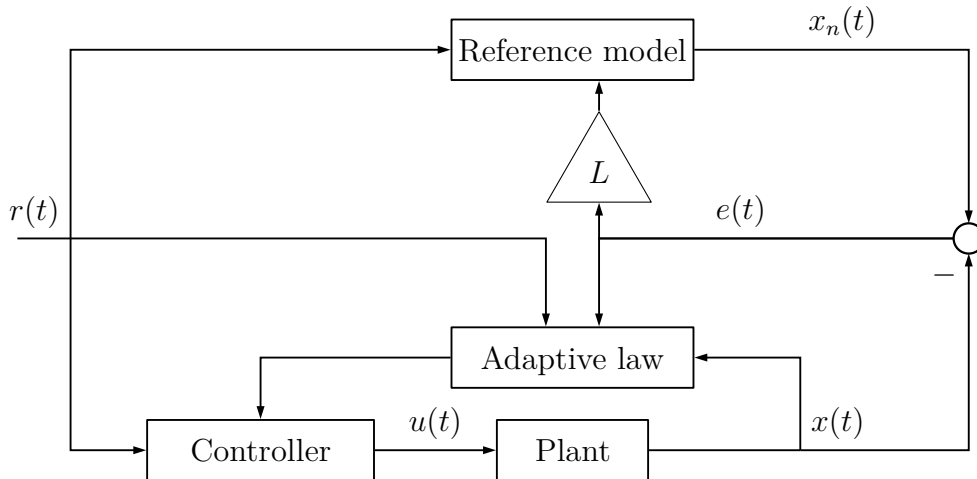 x_n(t)
Reference model
L
r(t)
e(t)
−
Adaptive law
u(t)
x(t)
Controller
Plant